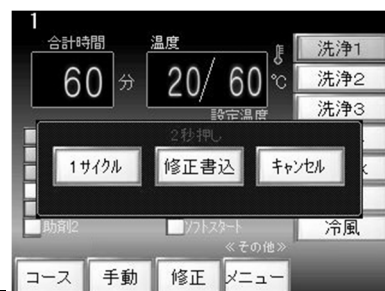 1
合計時間
温度
洗浄1
60 分
20/ 60 ℃
洗浄2
設定温度
洗浄3
2秒押し
1サイクル
修正書込
キャンセル
助剤2
ソフトスタート
冷風
≪その他≫
コース
手動
修正
メニュー